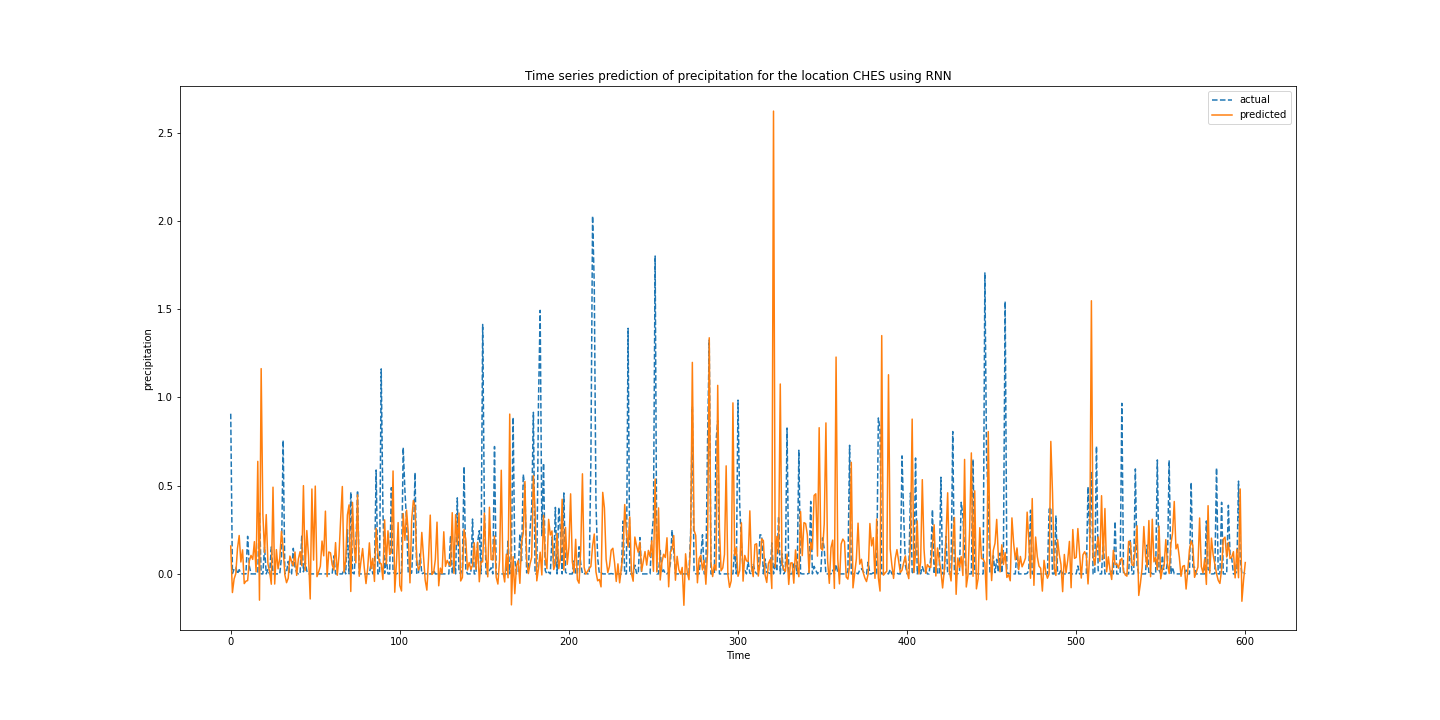 Time series prediction of precipitation for the location CHES using RNN
actual
predicted
2.5
2.0
1.5
1.0
0.5
0.0
precipitation
0 100 200 300 400 500 600
Time